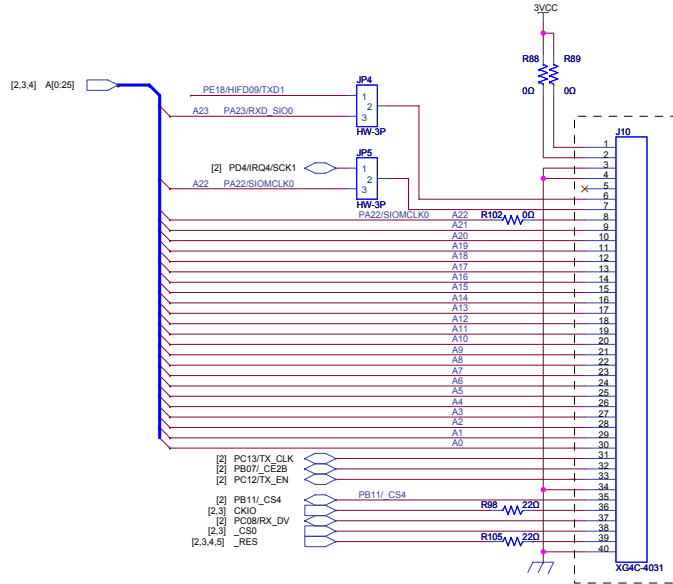 3VCC
R88 R89
0Ω 0Ω
[2,3,4] A[0:25]
JP4
PE18/HIFD09/TXD1 1
2
A23 PA23/RXD_SIO0 3
HW-3P
J10
JP5
[2] PD4/IRQ4/SCK1 1
2
A22 PA22/SIOMCLK0 3
HW-3P
1
2
3
4
5
6
7
PA22/SIOMCLK0 A22 R102 0Ω 8
A21 9
A20 10
A19 11
A18 12
A17 13
A16 14
A15 15
A14 16
A13 17
A12 18
A11 19
A10 20
A9 21
A8 22
A7 23
A6 24
A5 25
A4 26
A3 27
A2 28
A1 29
A0 30
[2] PC13/TX_CLK 31
[2] PB07/_CE2B 32
[2] PC12/TX_EN 33
34
[2] PB11/_CS4 PB11/_CS4 35
[2,3] CKIO R98 22Ω 36
[2] PC08/RX_DV 37
[2,3] _CS0 38
[2,3,4,5] _RES R105 22Ω 39
40
XG4C-4031